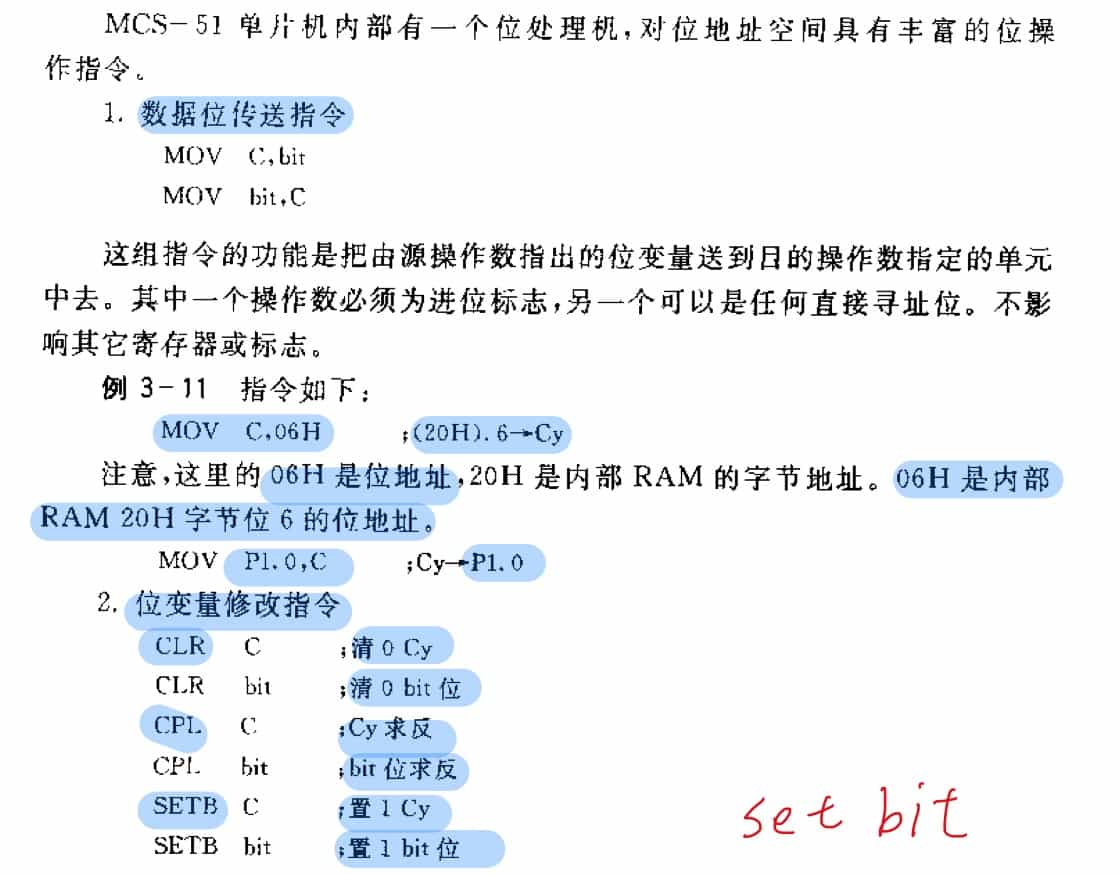 MCS-51 单片机内部有一个位处理机,对位地址空间具有丰富的位操
作指令。
1. 数据位传送指令
MOV C,bit
MOV bit,C
这组指令的功能是把由源操作数指出的位变量送到目的操作数指定的单元
中去。其中一个操作数必须为进位标志,另一个可以是任何直接寻址位。不影
响其它寄存器或标志。
例 3-11 指令如下:
MOV C,06H ;(20H).6→Cy
注意,这里的 06H 是位地址,20H 是内部 RAM 的字节地址。06H 是内部
RAM 20H 字节位 6 的位地址。
MOV P1.0,C ;Cy→P1.0
2. 位变量修改指令
CLR C ;清 0 Cy
CLR bit ;清 0 bit 位
CPL C ;Cy 求反
CPL bit ;bit 位求反
SETB C ;置 1 Cy
SETB bit ;置 1 bit 位
set bit